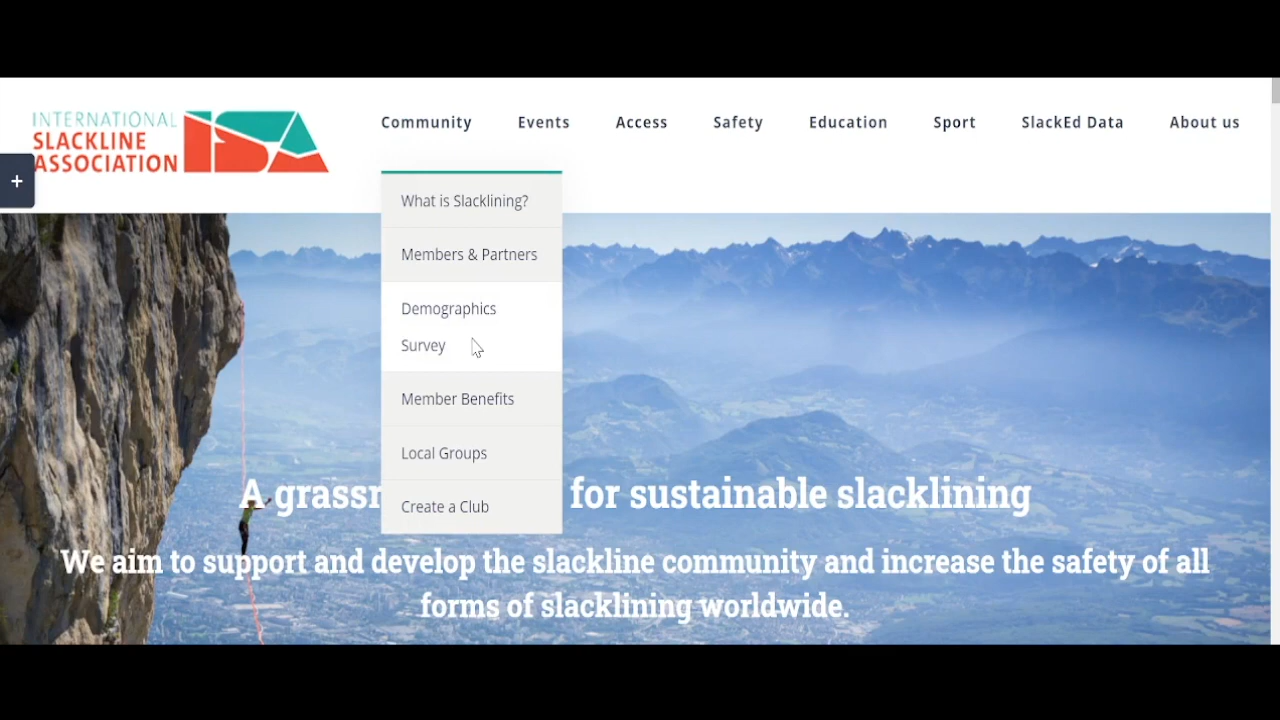 INTERNATIONAL
SLACKLINE
ASSOCIATION
ISA
Community Events Access Safety Education Sport SlackEd Data About us
+
What is Slacklining?
Members & Partners
Demographics
Survey
Member Benefits
Local Groups
Create a Club
A grassr for sustainable slacklining
We aim to support and develop the slackline community and increase the safety of all
forms of slacklining worldwide.